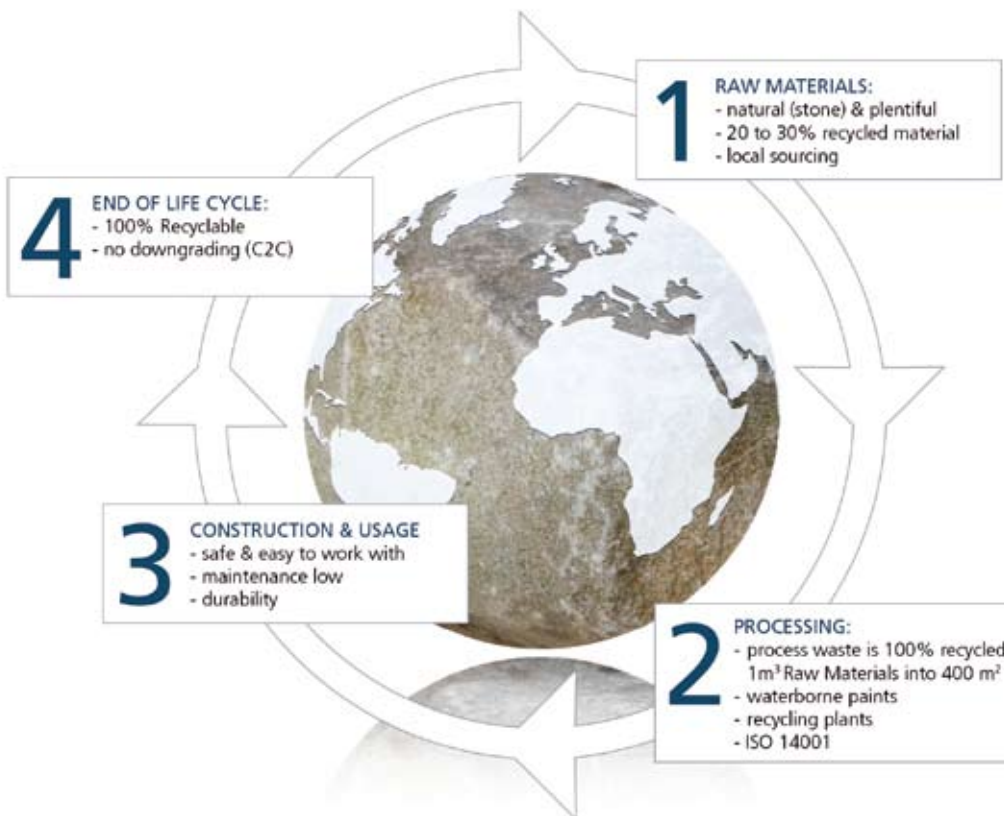 1
RAW MATERIALS:
- natural (stone) & plentiful
- 20 to 30% recycled material
- local sourcing
2
PROCESSING:
- process waste is 100% recycled
1m³ Raw Materials into 400 m²
- waterborne paints
- recycling plants
- ISO 14001
3
CONSTRUCTION & USAGE
- safe & easy to work with
- maintenance low
- durability
4
END OF LIFE CYCLE:
- 100% Recyclable
- no downgrading (C2C)